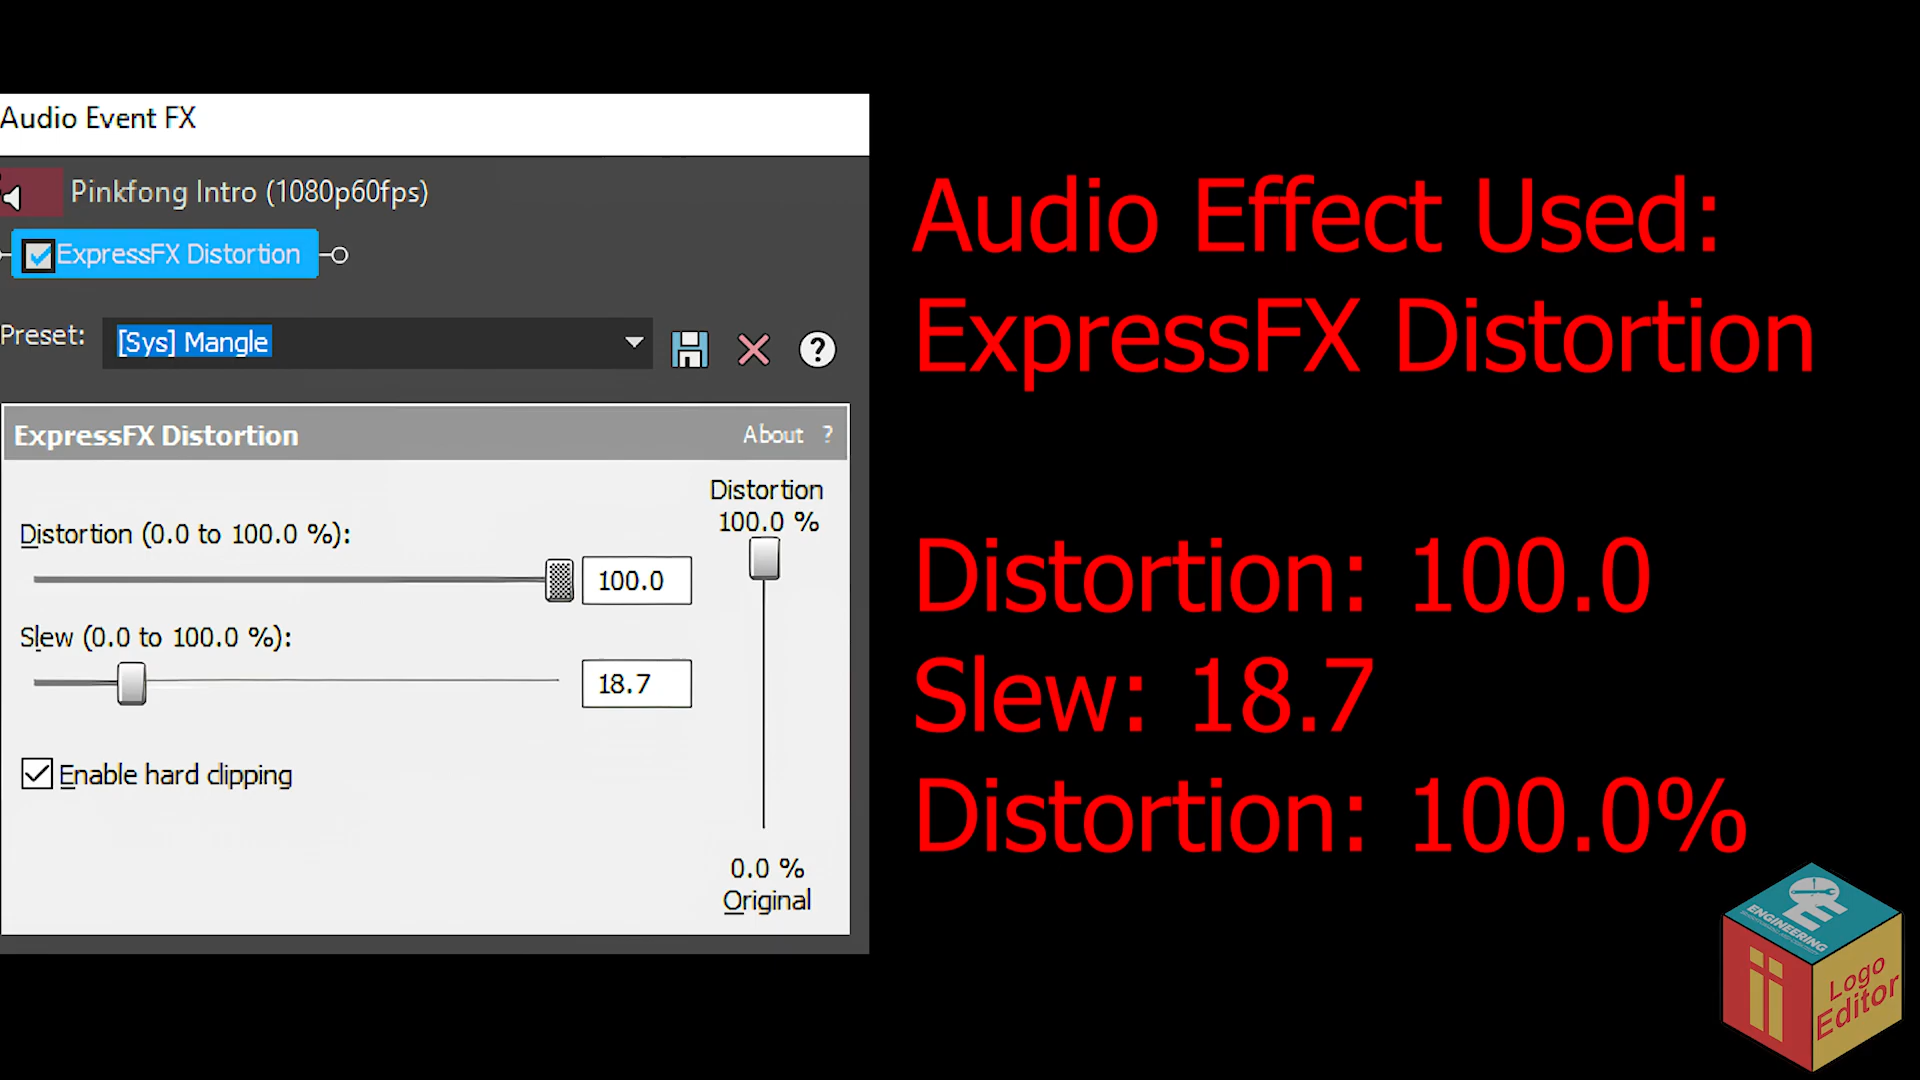 Audio Event FX
Pinkfong Intro (1080p60fps)
ExpressFX Distortion
Preset:
[Sys] Mangle
?
ExpressFX Distortion
About ?
Distortion
100.0 %
Distortion (0.0 to 100.0 %):
100.0
Slew (0.0 to 100.0 %):
18.7
Enable hard clipping
0.0 %
Original
Audio Effect Used:
ExpressFX Distortion
Distortion: 100.0
Slew: 18.7
Distortion: 100.0%
ENGINEERING
Logo
Editor